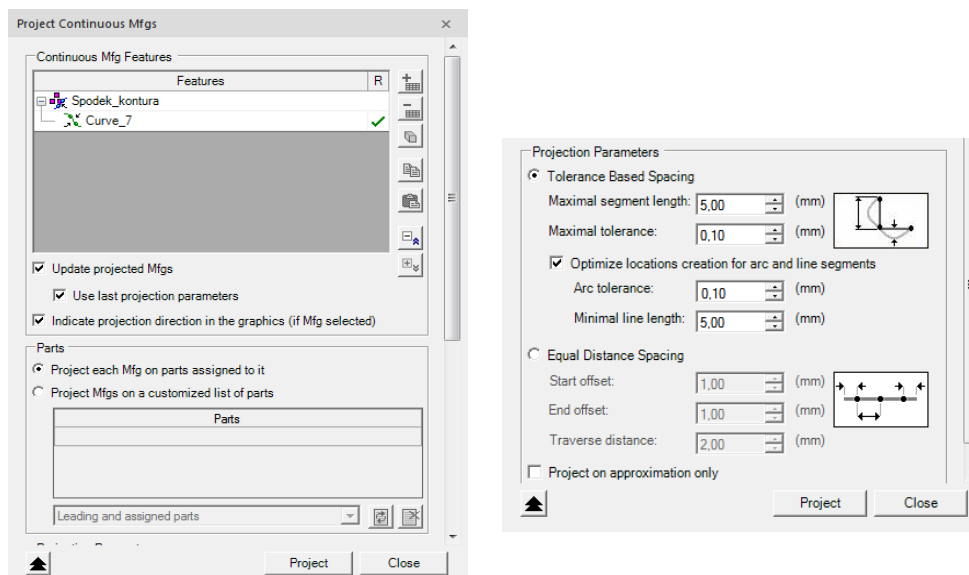 Project Continuous Mfgs
Continuous Mfg Features
Features R
Spodek_kontura
Curve_7
Update projected Mfgs
Use last projection parameters
Indicate projection direction in the graphics (if Mfg selected)
Parts
Project each Mfg on parts assigned to it
Project Mfgs on a customized list of parts
Parts
Leading and assigned parts
Project Close
Projection Parameters
Tolerance Based Spacing
Maximal segment length: 5,00 (mm)
Maximal tolerance: 0,10 (mm)
Optimize locations creation for arc and line segments
Arc tolerance: 0,10 (mm)
Minimal line length: 5,00 (mm)
Equal Distance Spacing
Start offset: 1,00 (mm)
End offset: 1,00 (mm)
Traverse distance: 2,00 (mm)
Project on approximation only
Project Close